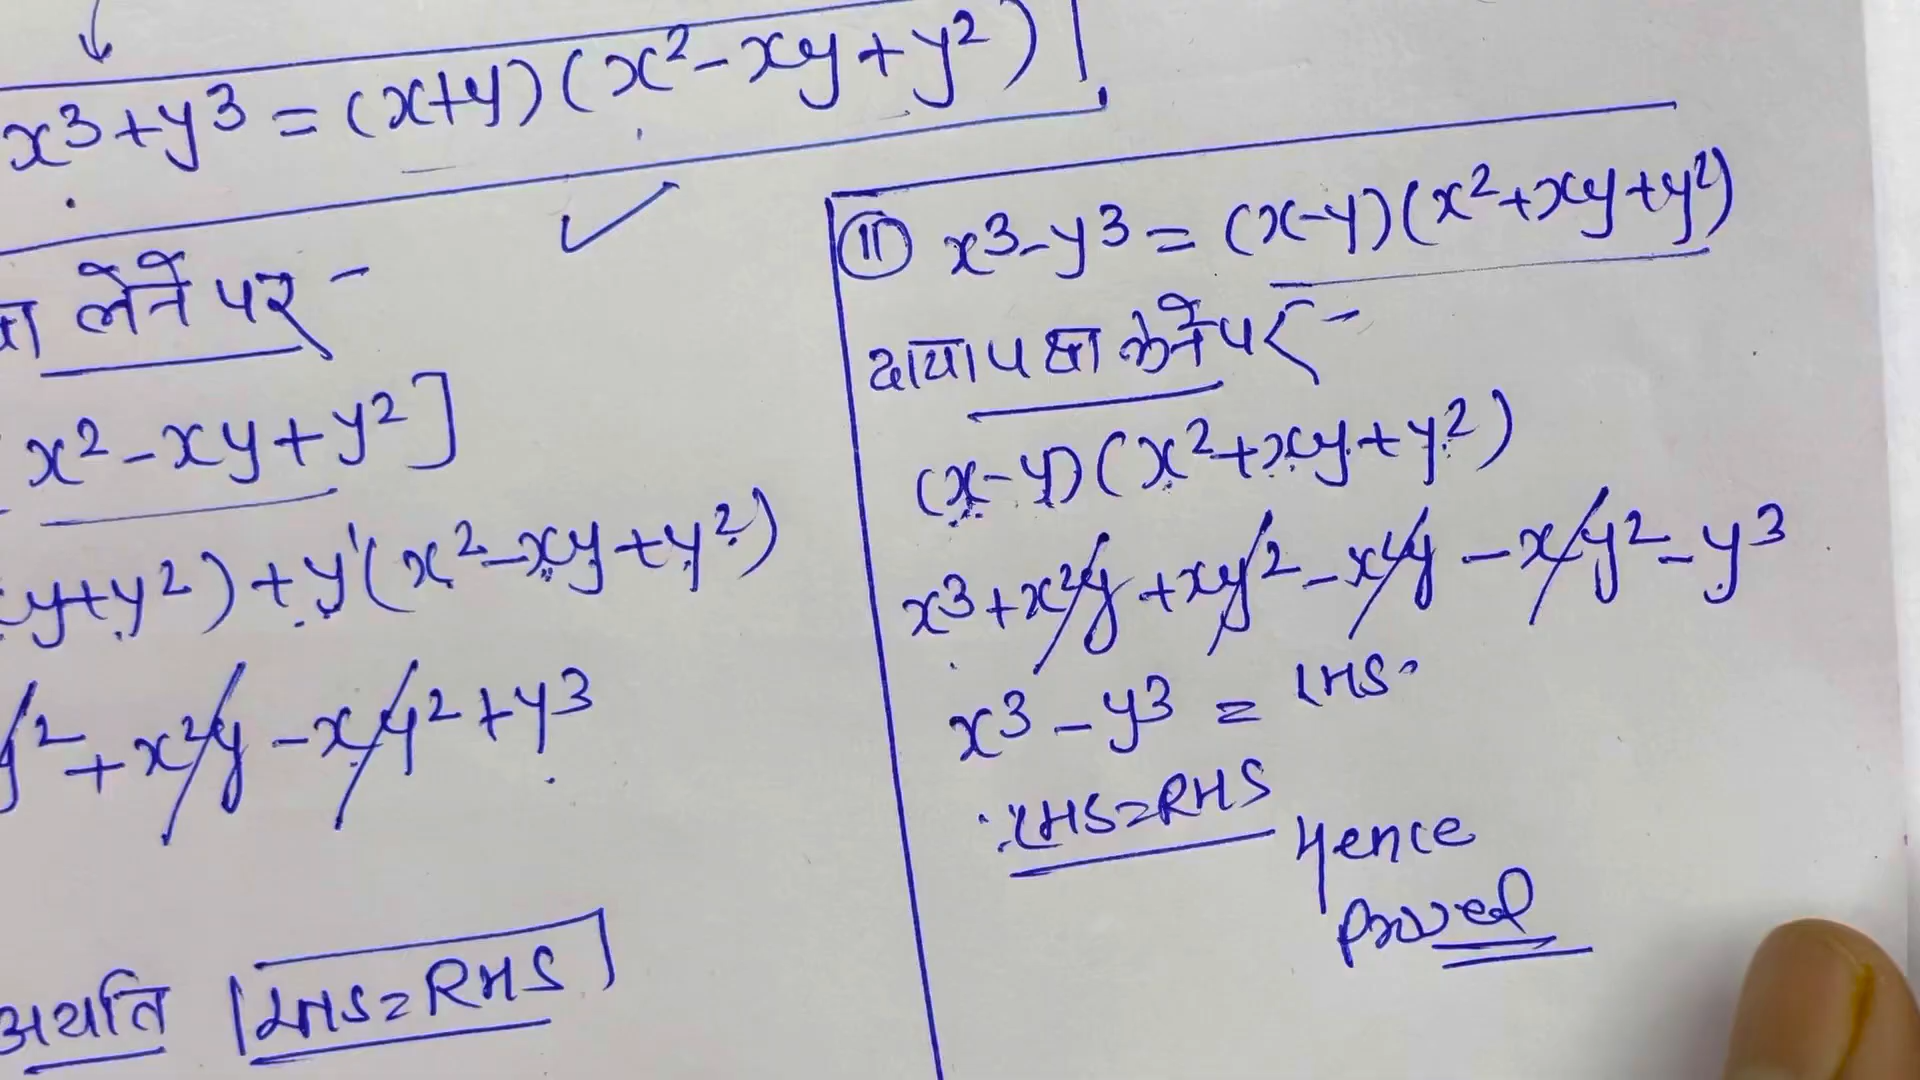 x³+y³ = (x+y)(x²-xy+y²)
लेने पर -
x²-xy+y²]
y+y²)+y(x²-xy+y²)
y²+x²y-xy²+y³
अर्थात LHS=RHS
(II) x³-y³ = (x-y)(x²+xy+y²)
दाया पक्ष लेने पर -
(x-y)(x²+xy+y²)
x³+x²y+xy²-x²y-xy²-y³
x³-y³ = LHS.
∴ LHS=RHS
Hence
Proved